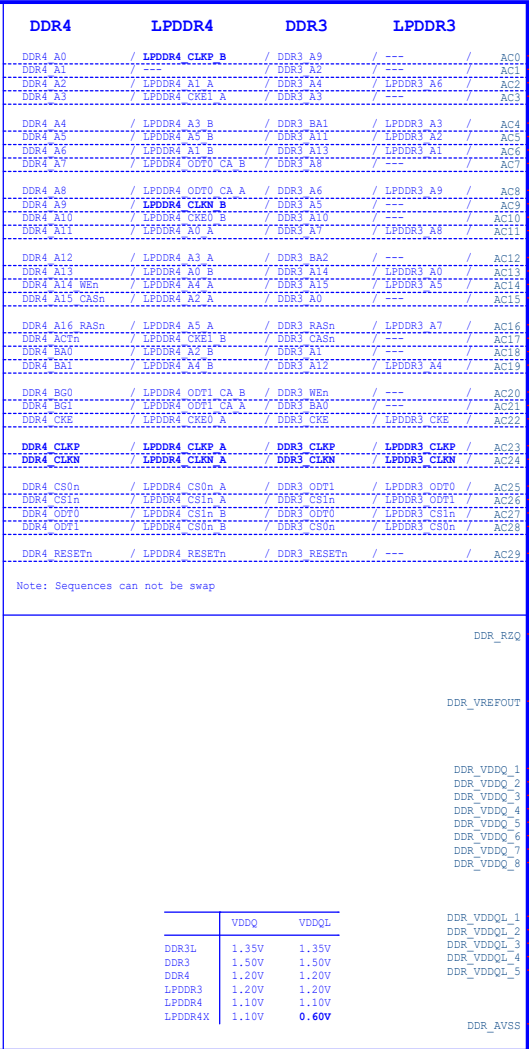 DDR4 LPDDR4 DDR3 LPDDR3
DDR4_A0 / LPDDR4_CLKP_B / DDR3_A9 / --- / AC0
DDR4_A1 / --- / DDR3_A2 / --- / AC1
DDR4_A2 / LPDDR4_A1_A / DDR3_A4 / LPDDR3_A6 / AC2
DDR4_A3 / LPDDR4_CKE1_A / DDR3_A3 / --- / AC3
DDR4_A4 / LPDDR4_A3_B / DDR3_BA1 / LPDDR3_A3 / AC4
DDR4_A5 / LPDDR4_A5_B / DDR3_A11 / LPDDR3_A2 / AC5
DDR4_A6 / LPDDR4_A1_B / DDR3_A13 / LPDDR3_A1 / AC6
DDR4_A7 / LPDDR4_ODT0_CA_B / DDR3_A8 / --- / AC7
DDR4_A8 / LPDDR4_ODT0_CA_A / DDR3_A6 / LPDDR3_A9 / AC8
DDR4_A9 / LPDDR4_CLKN_B / DDR3_A5 / --- / AC9
DDR4_A10 / LPDDR4_CKE0_B / DDR3_A10 / --- / AC10
DDR4_A11 / LPDDR4_A0_A / DDR3_A7 / LPDDR3_A8 / AC11
DDR4_A12 / LPDDR4_A3_A / DDR3_BA2 / --- / AC12
DDR4_A13 / LPDDR4_A0_B / DDR3_A14 / LPDDR3_A0 / AC13
DDR4_A14_WEn / LPDDR4_A4_A / DDR3_A15 / LPDDR3_A5 / AC14
DDR4_A15_CASn / LPDDR4_A2_A / DDR3_A0 / --- / AC15
DDR4_A16_RASn / LPDDR4_A5_A / DDR3_RASn / LPDDR3_A7 / AC16
DDR4_ACTn / LPDDR4_CKE1_B / DDR3_CASn / --- / AC17
DDR4_BA0 / LPDDR4_A2_B / DDR3_A1 / --- / AC18
DDR4_BA1 / LPDDR4_A4_B / DDR3_A12 / LPDDR3_A4 / AC19
DDR4_BG0 / LPDDR4_ODT1_CA_B / DDR3_WEn / --- / AC20
DDR4_BG1 / LPDDR4_ODT1_CA_A / DDR3_BA0 / --- / AC21
DDR4_CKE / LPDDR4_CKE0_A / DDR3_CKE / LPDDR3_CKE / AC22
DDR4_CLKP / LPDDR4_CLKP_A / DDR3_CLKP / LPDDR3_CLKP / AC23
DDR4_CLKN / LPDDR4_CLKN_A / DDR3_CLKN / LPDDR3_CLKN / AC24
DDR4_CS0n / LPDDR4_CS0n_A / DDR3_ODT1 / LPDDR3_ODT0 / AC25
DDR4_CS1n / LPDDR4_CS1n_A / DDR3_CS1n / LPDDR3_ODT1 / AC26
DDR4_ODT0 / LPDDR4_CS1n_B / DDR3_ODT0 / LPDDR3_CS1n / AC27
DDR4_ODT1 / LPDDR4_CS0n_B / DDR3_CS0n / LPDDR3_CS0n / AC28
DDR4_RESETn / LPDDR4_RESETn / DDR3_RESETn / --- / AC29
Note: Sequences can not be swap
DDR_RZQ
DDR_VREFOUT
DDR_VDDQ_1
DDR_VDDQ_2
DDR_VDDQ_3
DDR_VDDQ_4
DDR_VDDQ_5
DDR_VDDQ_6
DDR_VDDQ_7
DDR_VDDQ_8
DDR_VDDQL_1
DDR_VDDQL_2
DDR_VDDQL_3
DDR_VDDQL_4
DDR_VDDQL_5
VDDQ VDDQL
DDR3L 1.35V 1.35V
DDR3 1.50V 1.50V
DDR4 1.20V 1.20V
LPDDR3 1.20V 1.20V
LPDDR4 1.10V 1.10V
LPDDR4X 1.10V 0.60V
DDR_AVSS